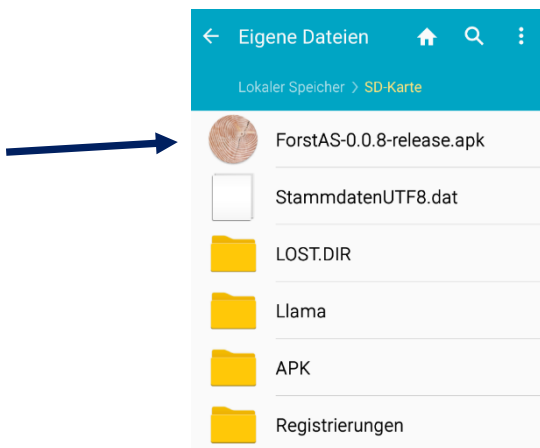 Eigene Dateien
Lokaler Speicher > SD-Karte
ForstAS-0.0.8-release.apk
StammdatenUTF8.dat
LOST.DIR
Llama
APK
Registrierungen